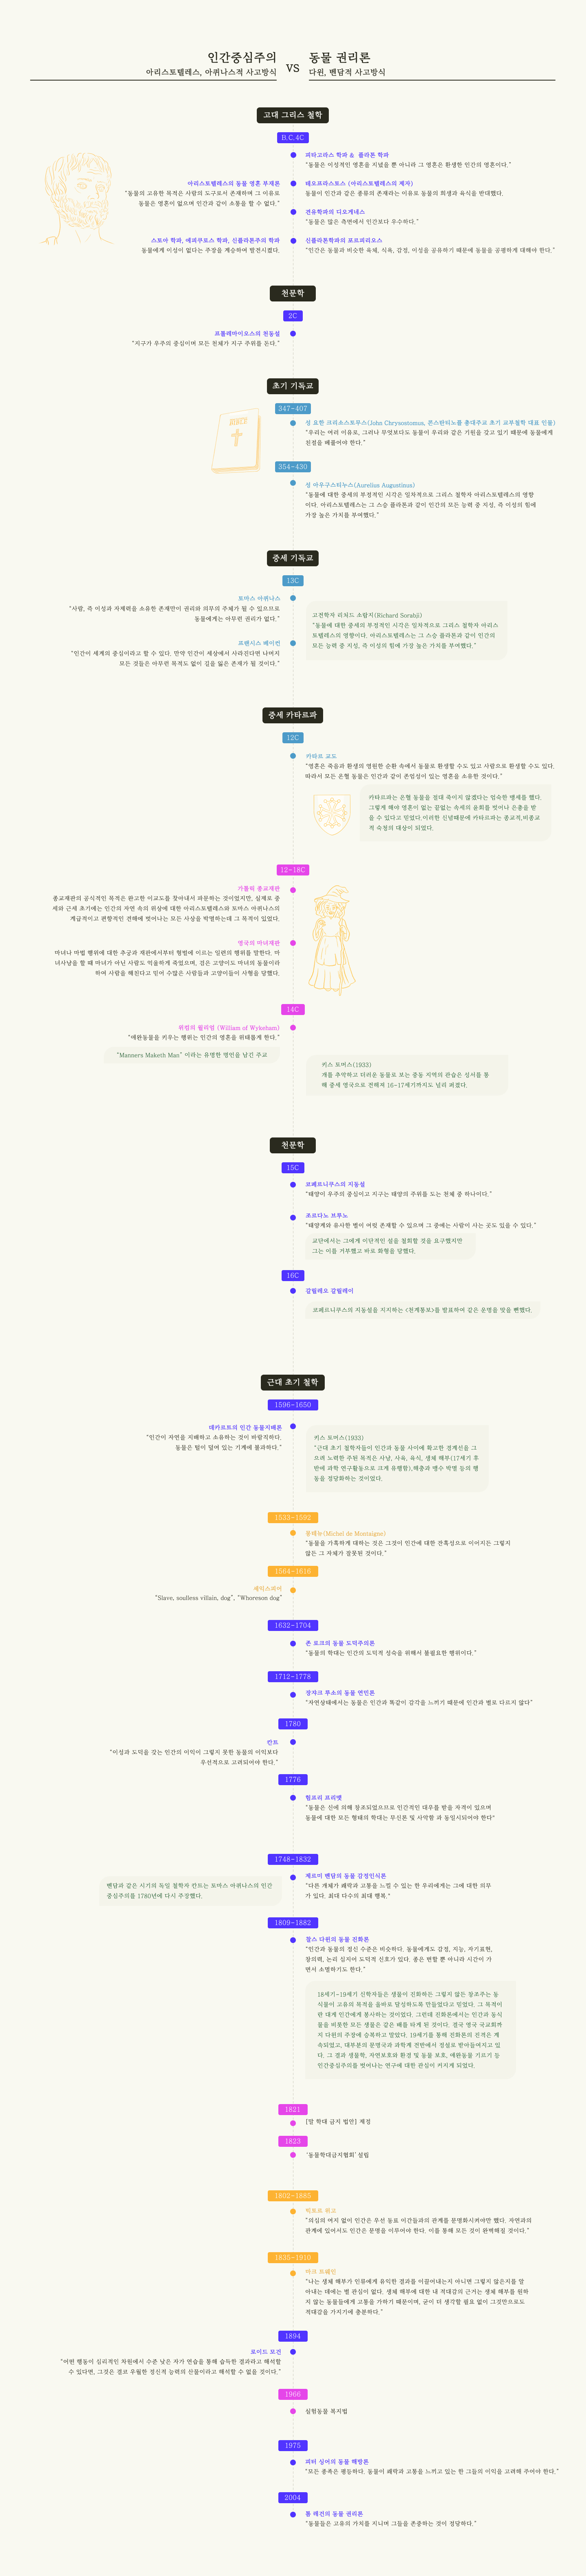 인간중심주의
아리스토텔레스, 아퀴나스적 사고방식
VS
동물 권리론
다윈, 벤담적 사고방식
고대 그리스 철학
B.C.4C
피타고라스 학파 & 플라톤 학파
"동물은 이성적인 영혼을 지녔을 뿐 아니라 그 영혼은 환생한 인간의 영혼이다."
아리스토텔레스의 동물 영혼 부재론
"동물의 고유한 목적은 사람의 도구로서 존재하며 그 이유로
동물은 영혼이 없으며 인간과 깊이 소통을 할 수 없다."
테오프라스토스 (아리스토텔레스의 제자)
동물이 인간과 같은 종류의 존재라는 이유로 동물의 희생과 육식을 반대했다.
견유학파의 디오게네스
"동물은 많은 측면에서 인간보다 우수하다."
스토아 학파, 에피쿠로스 학파, 신플라톤주의 학파
동물에게 이성이 없다는 주장을 계승하여 발전시켰다.
신플라톤학파의 포르피리오스
"인간은 동물과 비슷한 육체, 식욕, 감정, 이성을 공유하기 때문에 동물을 공평하게 대해야 한다."
천문학
2C
프톨레마이오스의 천동설
"지구가 우주의 중심이며 모든 천체가 지구 주위를 돈다."
초기 기독교
347~407
성 요한 크리소스토무스(John Chrysostomus, 콘스탄티노플 총대주교 초기 교부철학 대표 인물)
"우리는 여러 이유로, 그러나 무엇보다도 동물이 우리와 같은 기원을 갖고 있기 때문에 동물에게
친절을 베풀어야 한다."
354~430
성 아우구스티누스(Aurelius Augustinus)
"동물에 대한 중세의 부정적인 시각은 일차적으로 그리스 철학자 아리스토텔레스의 영향
이다. 아리스토텔레스는 그 스승 플라톤과 같이 인간의 모든 능력 중 지성, 즉 이성의 힘에
가장 높은 가치를 부여했다."
중세 기독교
13C
토마스 아퀴나스
"사람, 즉 이성과 자제력을 소유한 존재만이 권리와 의무의 주체가 될 수 있으므로
동물에게는 아무런 권리가 없다."
고전학자 리처드 소랍지(Richard Sorabji)
"동물에 대한 중세의 부정적인 시각은 일차적으로 그리스 철학자 아리스
토텔레스의 영향이다. 아리스토텔레스는 그 스승 플라톤과 같이 인간의
모든 능력 중 지성, 즉 이성의 힘에 가장 높은 가치를 부여했다."
프랜시스 베이컨
"인간이 세계의 중심이라고 할 수 있다. 만약 인간이 세상에서 사라진다면 나머지
모든 것들은 아무런 목적도 없이 길을 잃은 존재가 될 것이다."
중세 카타르파
12C
카타르 교도
"영혼은 죽음과 환생의 영원한 순환 속에서 동물로 환생할 수도 있고 사람으로 환생할 수도 있다.
따라서 모든 온혈 동물은 인간과 같이 존엄성이 있는 영혼을 소유한 것이다."
카타르파는 온혈 동물을 절대 죽이지 않겠다는 엄숙한 맹세를 했다.
그렇게 해야 영혼이 없는 끝없는 속세의 윤회를 벗어나 은총을 받
을 수 있다고 믿었다.이러한 신념때문에 카타르파는 종교적,비종교
적 숙청의 대상이 되었다.
12~18C
가톨릭 종교재판
종교재판의 공식적인 목적은 완고한 이교도를 찾아내서 파문하는 것이었지만, 실제로 중
세와 근세 초기에는 인간의 자연 속의 위상에 대한 아리스토텔레스와 토마스 아퀴나스의
계급적이고 편향적인 견해에 벗어나는 모든 사상을 박멸하는데 그 목적이 있었다.
영국의 마녀재판
마녀나 마법 행위에 대한 추궁과 재판에서부터 형벌에 이르는 일련의 행위를 말한다. 마
녀사냥을 할 때 마녀가 아닌 사람도 억울하게 죽었으며, 검은 고양이도 마녀의 동물이라
하여 사람을 해친다고 믿어 수많은 사람들과 고양이들이 사형을 당했다.
14C
위컴의 윌리엄 (William of Wykeham)
"애완동물을 키우는 행위는 인간의 영혼을 위태롭게 한다."
"Manners Maketh Man" 이라는 유명한 명언을 남긴 주교
키스 토머스(1933)
개를 추악하고 더러운 동물로 보는 중동 지역의 관습은 성서를 통
해 중세 영국으로 전해져 16~17세기까지도 널리 퍼졌다.
천문학
15C
코페르니쿠스의 지동설
"태양이 우주의 중심이고 지구는 태양의 주위를 도는 천체 중 하나이다."
조르다노 브루노
"태양계와 유사한 별이 여럿 존재할 수 있으며 그 중에는 사람이 사는 곳도 있을 수 있다."
교단에서는 그에게 이단적인 설을 철회할 것을 요구했지만
그는 이를 거부했고 바로 화형을 당했다.
16C
갈릴레오 갈릴레이
코페르니쿠스의 지동설을 지지하는 <천계통보>를 발표하여 같은 운명을 맞을 뻔했다.
근대 초기 철학
1596~1650
데카르트의 인간 동물지배론
"인간이 자연을 지배하고 소유하는 것이 바람직하다.
동물은 털이 덮여 있는 기계에 불과하다."
키스 토머스(1933)
"근대 초기 철학자들이 인간과 동물 사이에 확고한 경계선을 그
으려 노력한 주된 목적은 사냥, 사육, 육식, 생체 해부(17세기 후
반에 과학 연구활동으로 크게 유행함),해충과 맹수 박멸 등의 행
동을 정당화하는 것이었다.
1533~1592
몽테뉴(Michel de Montaigne)
"동물을 가혹하게 대하는 것은 그것이 인간에 대한 잔혹성으로 이어지든 그렇지
않든 그 자체가 잘못된 것이다."
1564~1616
셰익스피어
"Slave, soulless villain, dog", "Whoreson dog"
1632~1704
존 로크의 동물 도덕주의론
"동물의 학대는 인간의 도덕적 성숙을 위해서 불필요한 행위이다."
1712~1778
장자크 루소의 동물 연민론
"자연상태에서는 동물은 인간과 똑같이 감각을 느끼기 때문에 인간과 별로 다르지 않다"
1780
칸트
"이성과 도덕을 갖는 인간의 이익이 그렇지 못한 동물의 이익보다
우선적으로 고려되어야 한다."
1776
험프리 프리맷
"동물은 신에 의해 창조되었으므로 인간적인 대우를 받을 자격이 있으며
동물에 대한 모든 형태의 학대는 무신론 및 사악함 과 동일시되어야 한다"
1748~1832
제르미 벤담의 동물 감정인식론
"다른 개체가 쾌락과 고통을 느낄 수 있는 한 우리에게는 그에 대한 의무
가 있다. 최대 다수의 최대 행복."
벤담과 같은 시기의 독일 철학자 칸트는 토마스 아퀴나스의 인간
중심주의를 1780년에 다시 주장했다.
1809~1882
찰스 다윈의 동물 진화론
"인간과 동물의 정신 수준은 비슷하다. 동물에게도 감정, 지능, 자기표현,
창의력, 논리 심지어 도덕적 신호가 있다. 종은 변할 뿐 아니라 시간이 가
면서 소멸하기도 한다."
18세기~19세기 신학자들은 생물이 진화하든 그렇지 않든 창조주는 동
식물이 고유의 목적을 올바로 달성하도록 만들었다고 믿었다. 그 목적이
란 대개 인간에게 봉사하는 것이었다. 그런데 진화론에서는 인간과 동식
물을 비롯한 모든 생물은 같은 배를 타게 된 것이다. 결국 영국 국교회까
지 다윈의 주장에 승복하고 말았다. 19세기를 통해 진화론의 진격은 계
속되었고, 대부분의 문명국과 과학계 전반에서 정설로 받아들여지고 있
다. 그 결과 생물학, 자연보호와 환경 및 동물 보호, 애완동물 기르기 등
인간중심주의를 벗어나는 연구에 대한 관심이 커지게 되었다.
1821
[말 학대 금지 법안] 제정
1823
'동물학대금지협회' 설립
1802~1885
빅토르 위고
"의심의 여지 없이 인간은 우선 동료 인간들과의 관계를 문명화시켜야만 했다. 자연과의
관계에 있어서도 인간은 문명을 이루어야 한다. 이를 통해 모든 것이 완벽해질 것이다."
1835~1910
마크 트웨인
"나는 생체 해부가 인류에게 유익한 결과를 이끌어내는지 아니면 그렇지 않은지를 알
아내는 데에는 별 관심이 없다. 생체 해부에 대한 내 적대감의 근거는 생체 해부를 원하
지 않는 동물들에게 고통을 가하기 때문이며, 굳이 더 생각할 필요 없이 그것만으로도
적대감을 가지기에 충분하다."
1894
로이드 모건
"어떤 행동이 심리적인 차원에서 수준 낮은 자가 연습을 통해 습득한 결과라고 해석할
수 있다면, 그것은 결코 우월한 정신적 능력의 산물이라고 해석할 수 없을 것이다."
1966
실험동물 복지법
1975
피터 싱어의 동물 해방론
"모든 종족은 평등하다. 동물이 쾌락과 고통을 느끼고 있는 한 그들의 이익을 고려해 주어야 한다."
2004
톰 레건의 동물 권리론
"동물들은 고유의 가치를 지니며 그들을 존중하는 것이 정당하다."